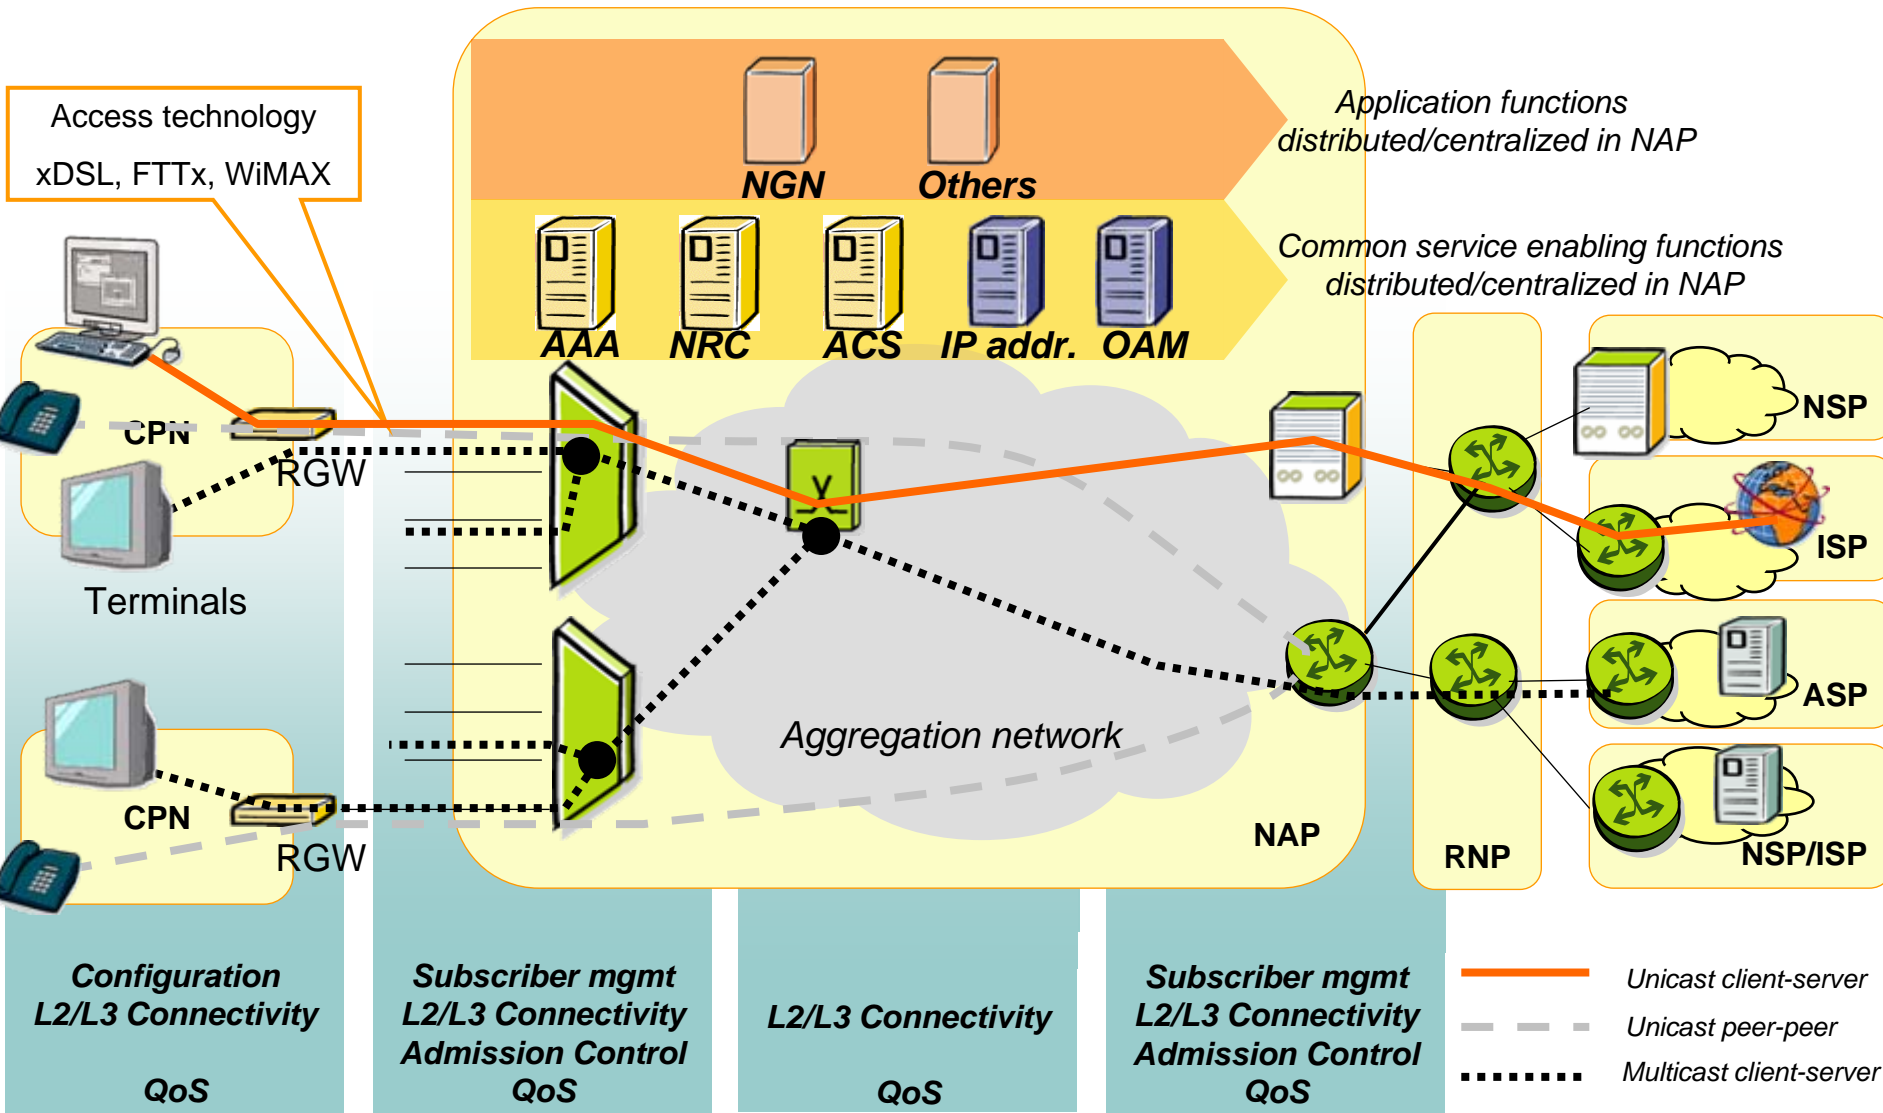 Access technology
xDSL, FTTx, WiMAX
NGN
Others
Application functions
distributed/centralized in NAP
AAA
NRC
ACS
IP addr.
OAM
Common service enabling functions
distributed/centralized in NAP
CPN
RGW
Terminals
CPN
RGW
Aggregation network
NAP
RNP
NSP
ISP
ASP
NSP/ISP
Configuration
L2/L3 Connectivity
QoS
Subscriber mgmt
L2/L3 Connectivity
Admission Control
QoS
L2/L3 Connectivity
QoS
Subscriber mgmt
L2/L3 Connectivity
Admission Control
QoS
Unicast client-server
Unicast peer-peer
Multicast client-server